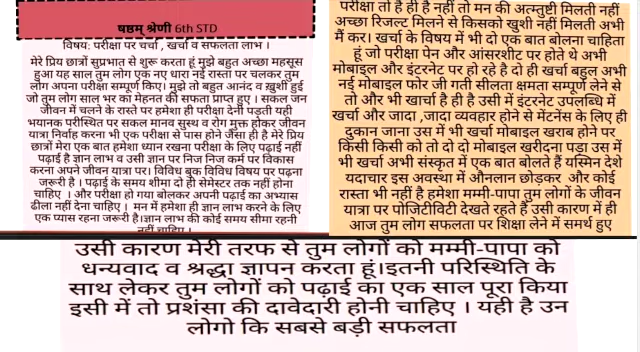 षष्ठम् श्रेणी 6th STD
विषय: परीक्षा पर चर्चा , खर्चा व सफलता लाभ ।
मेरे प्रिय छात्रों सुप्रभात से शुरू करता हूं मुझे बहुत अच्छा महसूस
हुआ यह साल तुम लोग एक नए धारा नई रास्ता पर चलकर तुम
लोग अपना परीक्षा सम्पूर्ण किए। मुझे तो बहुत आनंद व ख़ुशी हुई
जो तुम लोग साल भर का मेहनत की सफता प्राप्त हुए । सकल जन
जीवन में चलने के रास्ते पर हमेशा ही परीक्षा देनी पड़ती यही
भयानक परीस्थित पर सकल मानव सुस्थ व रोग मुक्त होकर जीवन
यात्रा निर्वाह करना भी एक परीक्षा से पास होने जैसा ही है मेरे प्रिय
छात्रों मेरा एक बात हमेशा ध्यान रखना परीक्षा के लिए पढ़ाई नहीं
पढ़ाई है ज्ञान लाभ व उसी ज्ञान पर निज निज कर्म पर विकास
करना अपने जीवन यात्रा पर। विविध बुक विविध विषय पर पढ़ना
जरूरी है । पढ़ाई के समय शीमा दो ही सेमेस्टर तक नहीं होना
चाहिए । और परीक्षा हो गया बोलकर अपनी पढ़ाई का अभ्यास
ढीला नहीं देना चाहिए । मन में हमेशा ही ज्ञान लाभ करने के लिए
एक प्यास रहना जरूरी है।ज्ञान लाभ की कोई समय सीमा रहनी
नहीं चाहिए ।
परीक्षा तो है ही है नहीं तो मन की अत्मुष्टी मिलती नहीं
अच्छा रिजल्ट मिलने से किसको खुशी नहीं मिलती अभी
मैं कर। खर्चा के विषय में भी दो एक बात बोलना चाहिता
हूं जो परीक्षा पेन और आंसरशीट पर होते थे अभी
मोबाइल और इंटरनेट पर हो रहे है दो ही खर्चा बहुल अभी
नई मोबाइल फोर जी गती सीलता क्षमता सम्पूर्ण लेने से
तो और भी खार्चा है ही है उसी में इंटरनेट उपलब्धि में
खर्चा और जादा ,जादा व्यवहार होने से मेंटनेंस के लिए ही
दुकान जाना उस में भी खर्चा मोबाइल खराब होने पर
किसी किसी को तो दो दो मोबाइल खरीदना पड़ा उस में
भी खर्चा अभी संस्कृत में एक बात बोलते हैं यस्मिन देशे
यदाचार इस अवस्था में औनलान छोड़कर और कोई
रास्ता भी नहीं है हमेशा मम्मी-पापा तुम लोगों के जीवन
यात्रा पर पोजिटीविटी देखते रहते हैं उसी कारण में ही
आज तुम लोग सफलता पर शिक्षा लेने में समर्थ हुए
उसी कारण मेरी तरफ से तुम लोगों को मम्मी-पापा को
धन्यवाद व श्रद्धा ज्ञापन करता हूं।इतनी परिस्थिति के
साथ लेकर तुम लोगों को पढ़ाई का एक साल पूरा किया
इसी में तो प्रशंसा की दावेदारी होनी चाहिए । यही है उन
लोगो कि सबसे बड़ी सफलता